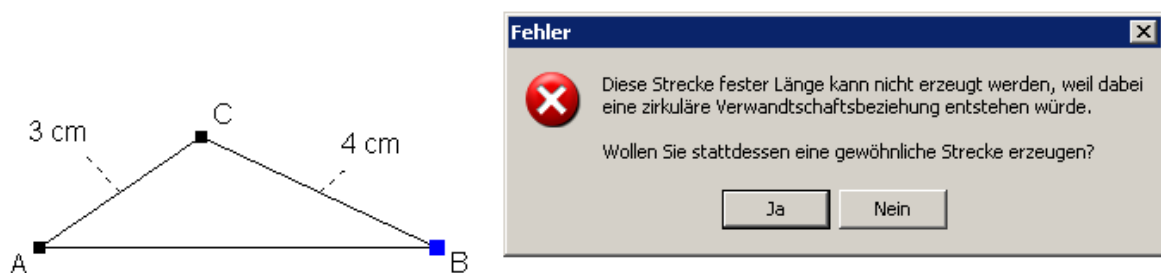 C
3 cm
4 cm
A
B
Fehler
Diese Strecke fester Länge kann nicht erzeugt werden, weil dabei
eine zirkuläre Verwandtschaftsbeziehung entstehen würde.
Wollen Sie stattdessen eine gewöhnliche Strecke erzeugen?
Ja
Nein